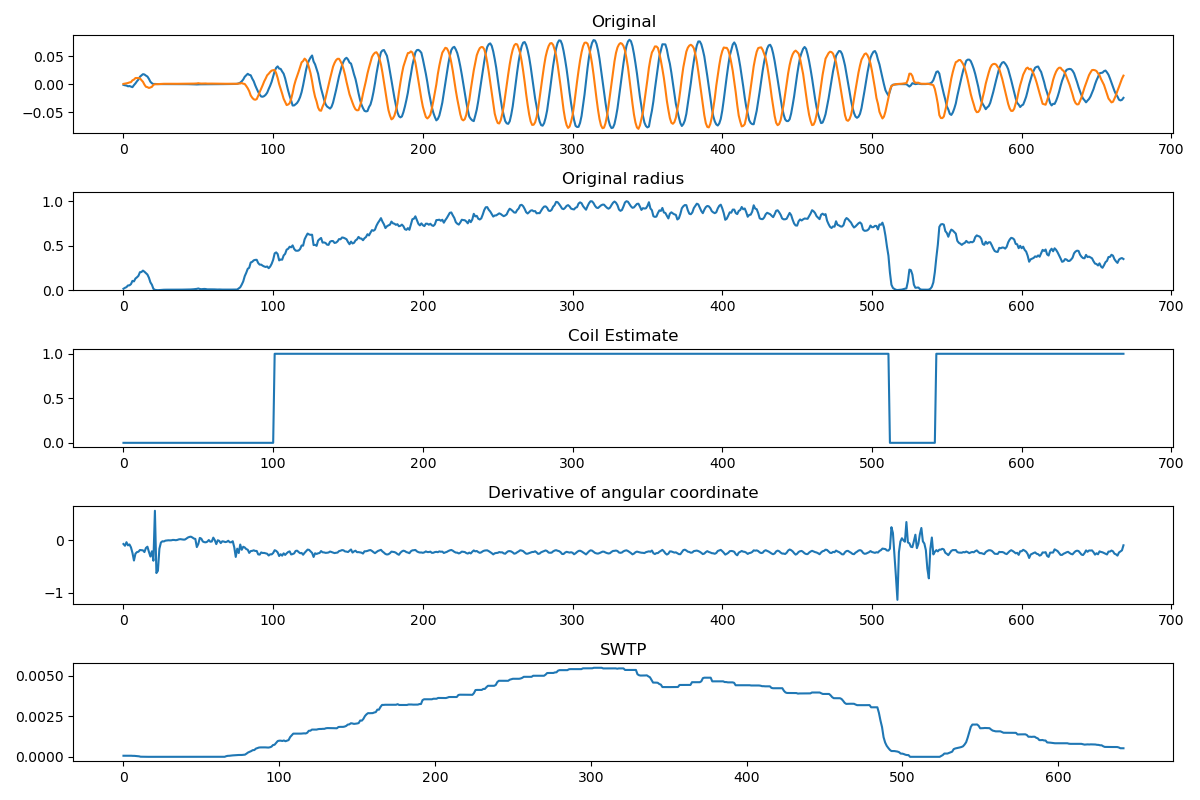 Original
0.05
0.00
−0.05
0 100 200 300 400 500 600 700
Original radius
1.0
0.5
0.0
0 100 200 300 400 500 600 700
Coil Estimate
1.0
0.5
0.0
0 100 200 300 400 500 600 700
Derivative of angular coordinate
0
−1
0 100 200 300 400 500 600 700
SWTP
0.0050
0.0025
0.0000
0 100 200 300 400 500 600